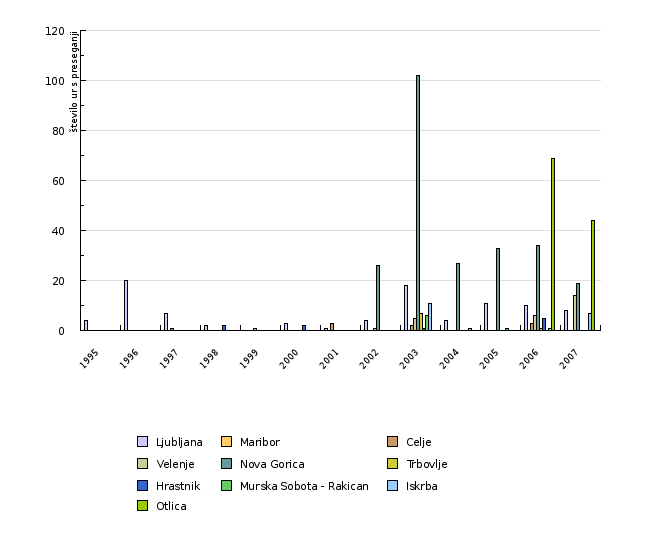 120
število ur s preseganji
100
80
60
40
20
0
1995 1996 1997 1998 1999 2000 2001 2002 2003 2004 2005 2006 2007
Ljubljana Maribor Celje
Velenje Nova Gorica Trbovlje
Hrastnik Murska Sobota - Rakican Iskrba
Otlica